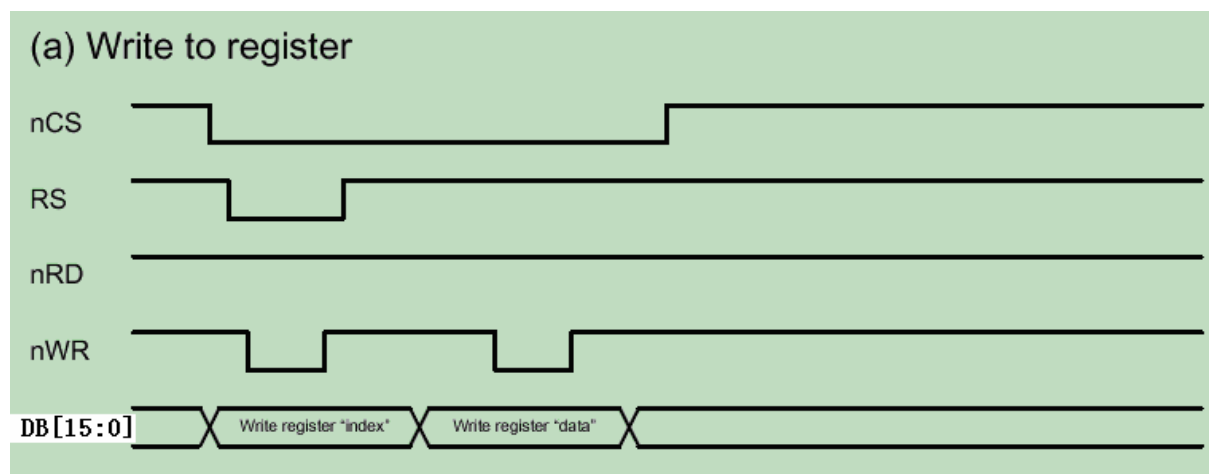 (a) Write to register
nCS
RS
nRD
nWR
DB[15:0]
Write register “index”
Write register “data”